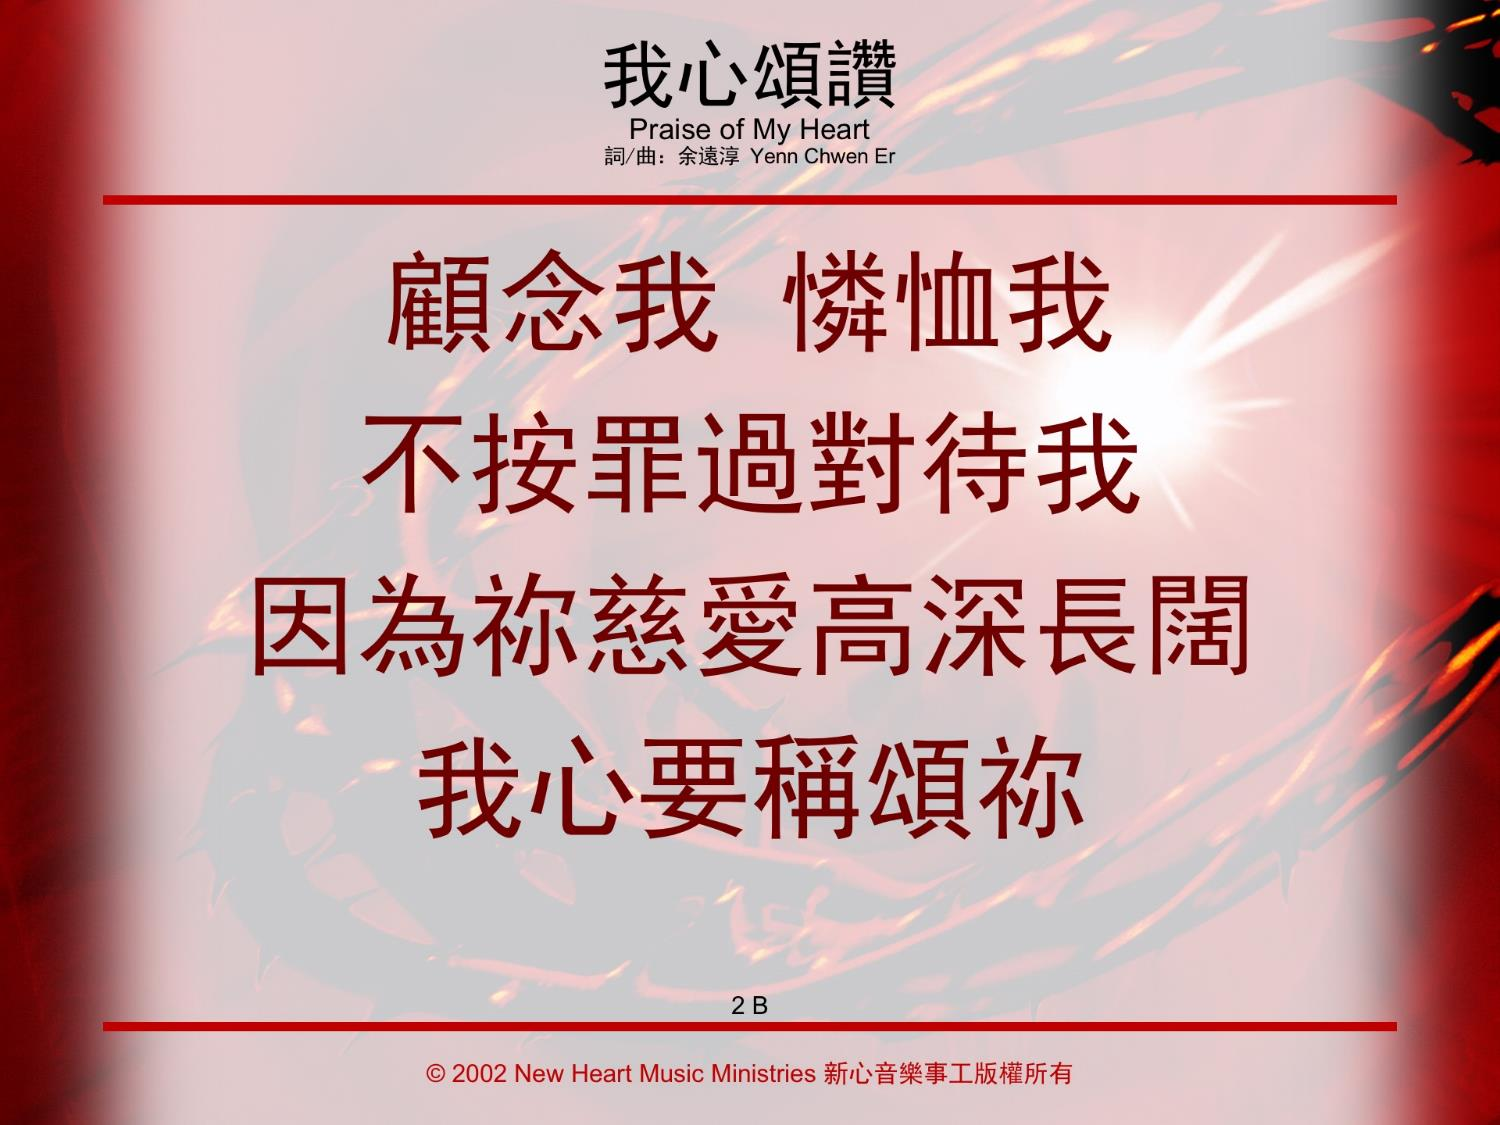 我心頌讚
Praise of My Heart
詞/曲：余遠淳 Yenn Chwen Er
顧念我 憐恤我
不按罪過對待我
因為祢慈愛高深長闊
我心要稱頌祢
2 B
© 2002 New Heart Music Ministries 新心音樂事工版權所有